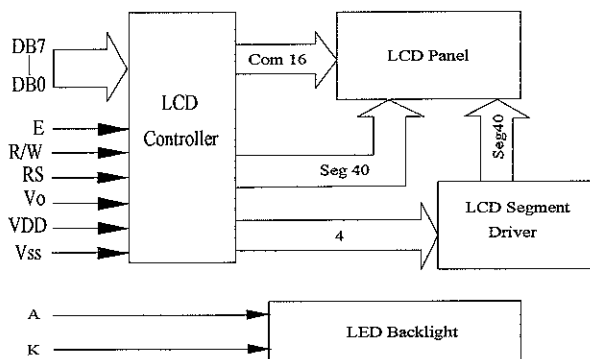 DB7
DB0
E
R/W
RS
Vo
VDD
Vss
LCD
Controller
Com 16
LCD Panel
Seg 40
Seg40
4
LCD Segment
Driver
A
K
LED Backlight